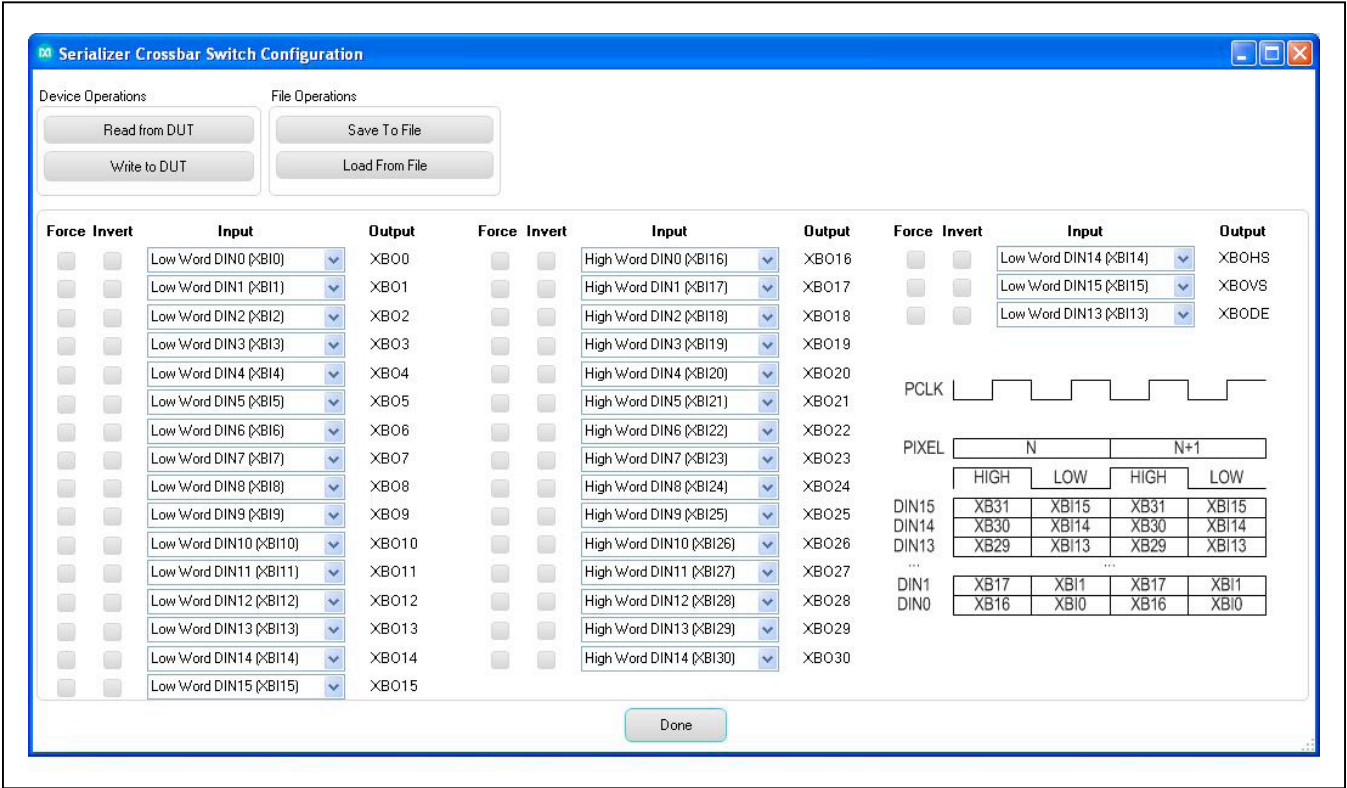 Serializer Crossbar Switch Configuration
Device Operations File Operations
Read from DUT Save To File
Write to DUT Load From File
Force Invert Input Output Force Invert Input Output Force Invert Input Output
Low Word DIN0 (XBI0) XBO0 High Word DIN0 (XBI16) XBO16 Low Word DIN14 (XBI14) XBOHS
Low Word DIN1 (XBI1) XBO1 High Word DIN1 (XBI17) XBO17 Low Word DIN15 (XBI15) XBOVS
Low Word DIN2 (XBI2) XBO2 High Word DIN2 (XBI18) XBO18 Low Word DIN13 (XBI13) XBODE
Low Word DIN3 (XBI3) XBO3 High Word DIN3 (XBI19) XBO19
Low Word DIN4 (XBI4) XBO4 High Word DIN4 (XBI20) XBO20
Low Word DIN5 (XBI5) XBO5 High Word DIN5 (XBI21) XBO21
PCLK
Low Word DIN6 (XBI6) XBO6 High Word DIN6 (XBI22) XBO22
Low Word DIN7 (XBI7) XBO7 High Word DIN7 (XBI23) XBO23
PIXEL N N+1
Low Word DIN8 (XBI8) XBO8 High Word DIN8 (XBI24) XBO24
HIGH LOW HIGH LOW
Low Word DIN9 (XBI9) XBO9 High Word DIN9 (XBI25) XBO25
DIN15 XB31 XBI15 XB31 XBI15
DIN14 XB30 XBI14 XB30 XBI14
Low Word DIN10 (XBI10) XBO10 High Word DIN10 (XBI26) XBO26
DIN13 XB29 XBI13 XB29 XBI13
... ...
Low Word DIN11 (XBI11) XBO11 High Word DIN11 (XBI27) XBO27
DIN1 XB17 XBI1 XB17 XBI1
Low Word DIN12 (XBI12) XBO12 High Word DIN12 (XBI28) XBO28
DIN0 XB16 XBI0 XB16 XBI0
Low Word DIN13 (XBI13) XBO13 High Word DIN13 (XBI29) XBO29
Low Word DIN14 (XBI14) XBO14 High Word DIN14 (XBI30) XBO30
Low Word DIN15 (XBI15) XBO15
Done